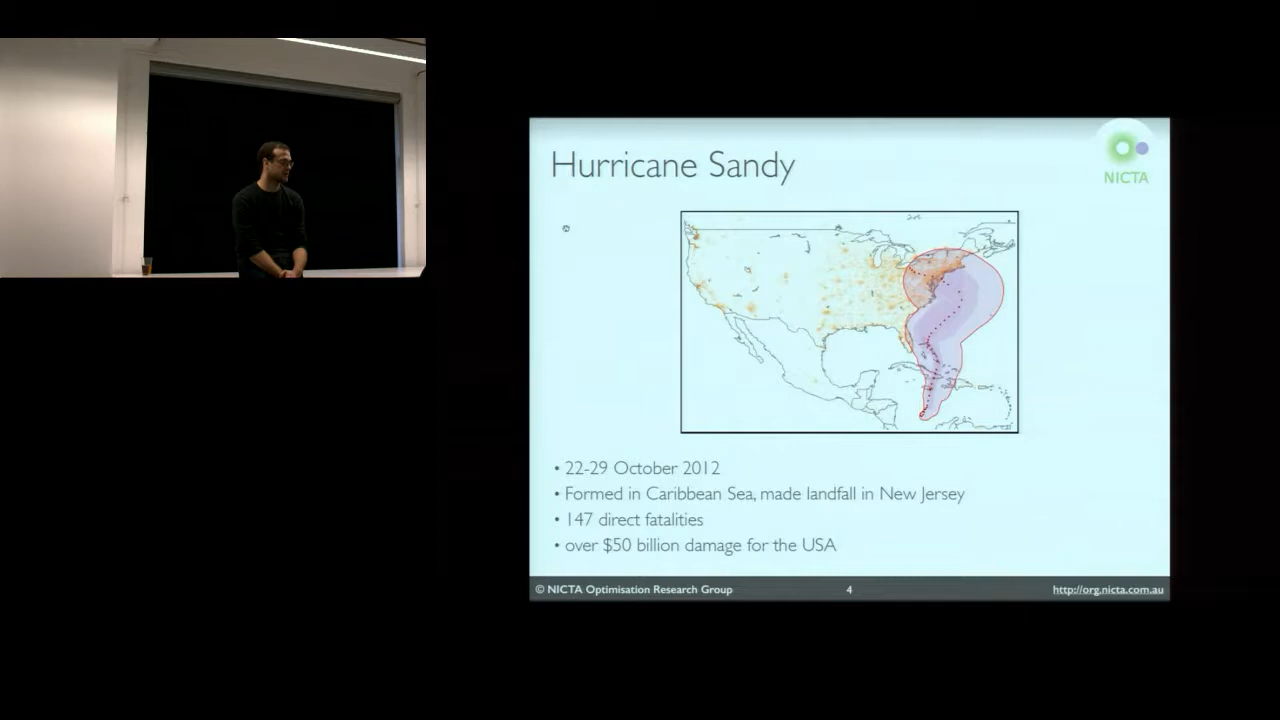 Hurricane Sandy
NICTA
• 22-29 October 2012
• Formed in Caribbean Sea, made landfall in New Jersey
• 147 direct fatalities
• over $50 billion damage for the USA
© NICTA Optimisation Research Group
4
http://org.nicta.com.au